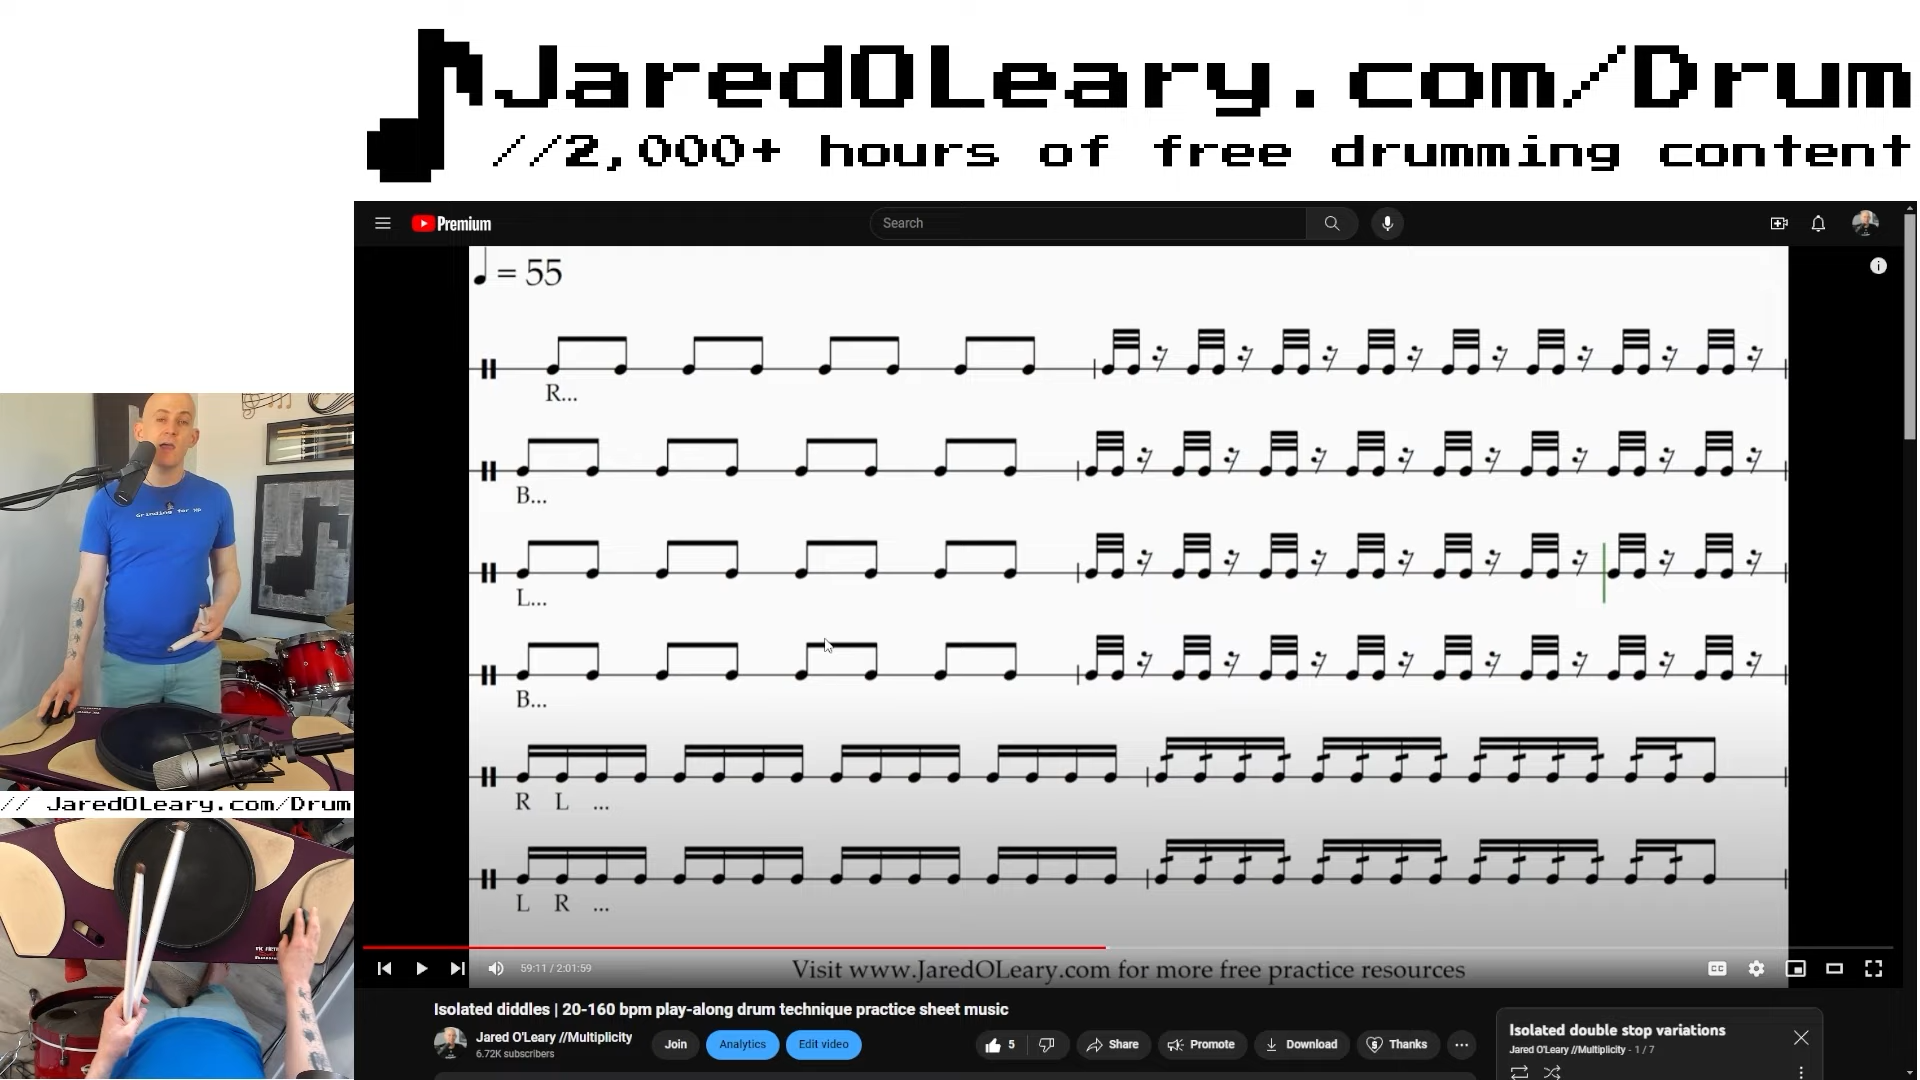 JaredOLeary.com/Drum
//2,000+ hours of free drumming content
Premium
Search
= 55
R...
B...
L...
B...
R L ...
L R ...
Grinding for XP
// JaredOLeary.com/Drum
59:11 / 2:01:59
Visit www.JaredOLeary.com for more free practice resources
Isolated diddles | 20-160 bpm play-along drum technique practice sheet music
Jared O'Leary //Multiplicity
6.72K subscribers
Join
Analytics
Edit video
5
Share
Promote
Download
Thanks
Isolated double stop variations
Jared O'Leary //Multiplicity - 1 / 7